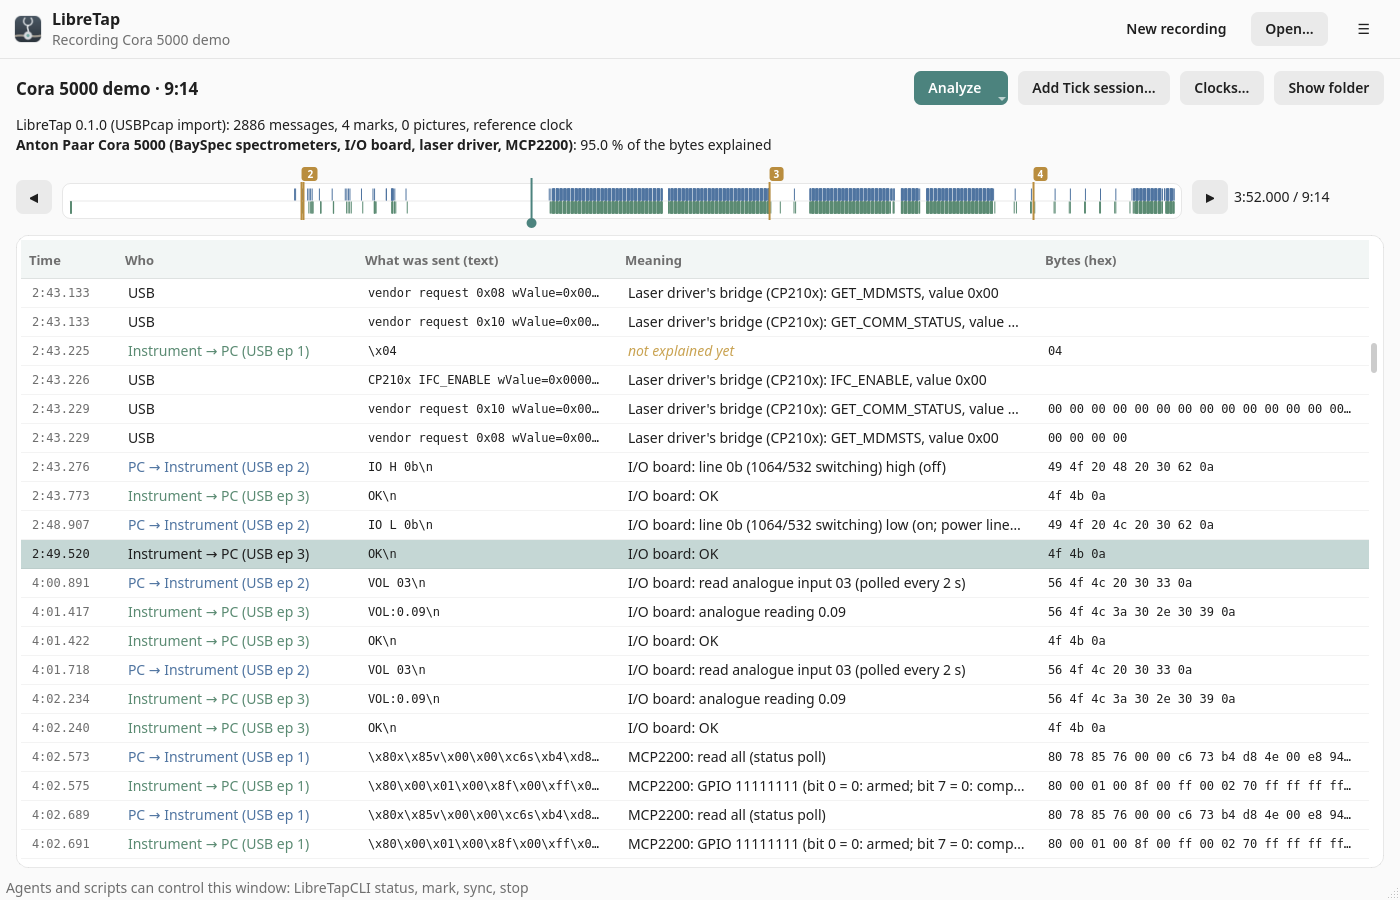 LibreTap
Recording Cora 5000 demo
New recording
Open...
☰
Cora 5000 demo · 9:14
Analyze
Add Tick session...
Clocks...
Show folder
LibreTap 0.1.0 (USBPcap import): 2886 messages, 4 marks, 0 pictures, reference clock
Anton Paar Cora 5000 (BaySpec spectrometers, I/O board, laser driver, MCP2200): 95.0 % of the bytes explained
2 3 4
◀ ▶ 3:52.000 / 9:14
Time Who What was sent (text) Meaning Bytes (hex)
2:43.133 USB vendor request 0x08 wValue=0x00… Laser driver's bridge (CP210x): GET_MDMSTS, value 0x00
2:43.133 USB vendor request 0x10 wValue=0x00… Laser driver's bridge (CP210x): GET_COMM_STATUS, value …
2:43.225 Instrument → PC (USB ep 1) \x04 not explained yet 04
2:43.226 USB CP210x IFC_ENABLE wValue=0x0000… Laser driver's bridge (CP210x): IFC_ENABLE, value 0x00
2:43.229 USB vendor request 0x10 wValue=0x00… Laser driver's bridge (CP210x): GET_COMM_STATUS, value … 00 00 00 00 00 00 00 00 00 00 00 00 00 00…
2:43.229 USB vendor request 0x08 wValue=0x00… Laser driver's bridge (CP210x): GET_MDMSTS, value 0x00 00 00 00 00
2:43.276 PC → Instrument (USB ep 2) IO H 0b\n I/O board: line 0b (1064/532 switching) high (off) 49 4f 20 48 20 30 62 0a
2:43.773 Instrument → PC (USB ep 3) OK\n I/O board: OK 4f 4b 0a
2:48.907 PC → Instrument (USB ep 2) IO L 0b\n I/O board: line 0b (1064/532 switching) low (on; power line… 49 4f 20 4c 20 30 62 0a
2:49.520 Instrument → PC (USB ep 3) OK\n I/O board: OK 4f 4b 0a
4:00.891 PC → Instrument (USB ep 2) VOL 03\n I/O board: read analogue input 03 (polled every 2 s) 56 4f 4c 20 30 33 0a
4:01.417 Instrument → PC (USB ep 3) VOL:0.09\n I/O board: analogue reading 0.09 56 4f 4c 3a 30 2e 30 39 0a
4:01.422 Instrument → PC (USB ep 3) OK\n I/O board: OK 4f 4b 0a
4:01.718 PC → Instrument (USB ep 2) VOL 03\n I/O board: read analogue input 03 (polled every 2 s) 56 4f 4c 20 30 33 0a
4:02.234 Instrument → PC (USB ep 3) VOL:0.09\n I/O board: analogue reading 0.09 56 4f 4c 3a 30 2e 30 39 0a
4:02.240 Instrument → PC (USB ep 3) OK\n I/O board: OK 4f 4b 0a
4:02.573 PC → Instrument (USB ep 1) \x80x\x85v\x00\x00\xc6s\xb4\xd8… MCP2200: read all (status poll) 80 78 85 76 00 00 c6 73 b4 d8 4e 00 e8 94…
4:02.575 Instrument → PC (USB ep 1) \x80\x00\x01\x00\x8f\x00\xff\x0… MCP2200: GPIO 11111111 (bit 0 = 0: armed; bit 7 = 0: comp… 80 00 01 00 8f 00 ff 00 02 70 ff ff ff ff…
4:02.689 PC → Instrument (USB ep 1) \x80x\x85v\x00\x00\xc6s\xb4\xd8… MCP2200: read all (status poll) 80 78 85 76 00 00 c6 73 b4 d8 4e 00 e8 94…
4:02.691 Instrument → PC (USB ep 1) \x80\x00\x01\x00\x8f\x00\xff\x0… MCP2200: GPIO 11111111 (bit 0 = 0: armed; bit 7 = 0: comp… 80 00 01 00 8f 00 ff 00 02 70 ff ff ff ff…
Agents and scripts can control this window: LibreTapCLI status, mark, sync, stop